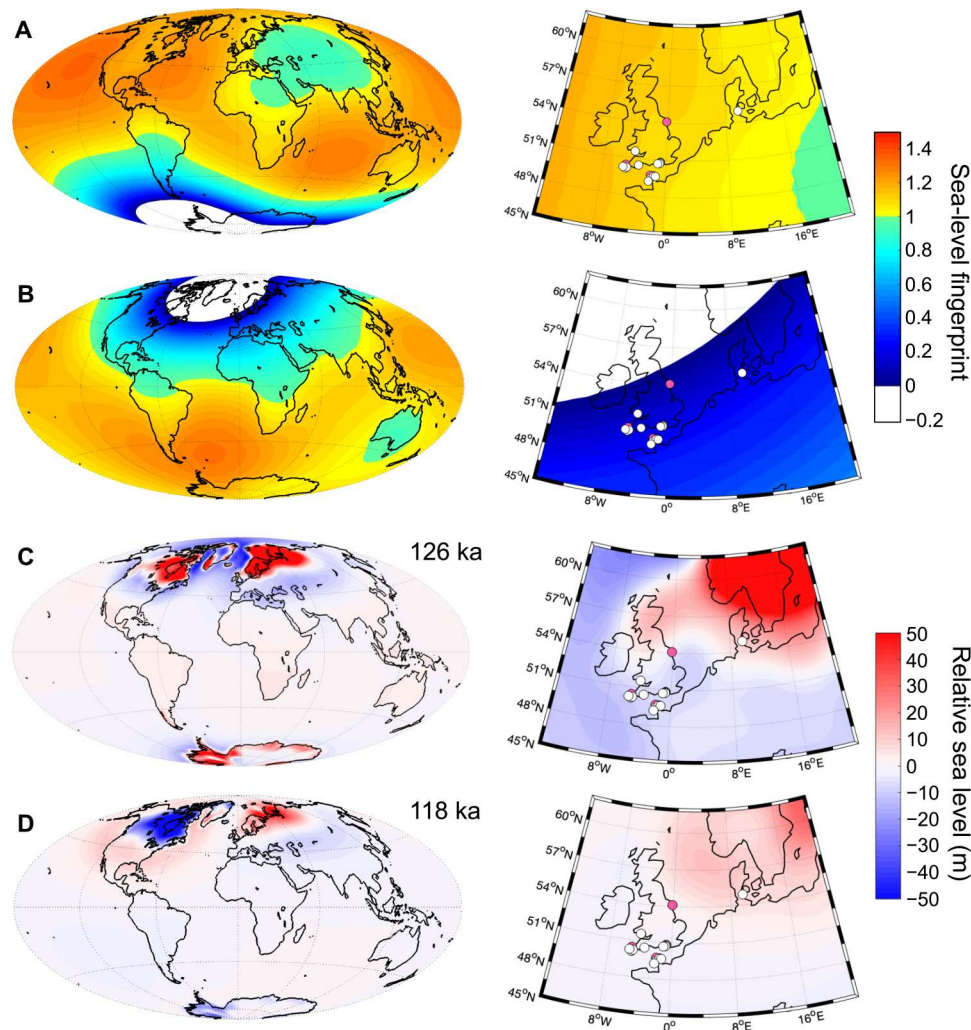 A
60°N
57°N
54°N
51°N
48°N
45°N
8°W
0°
8°E
16°E
B
60°N
57°N
54°N
51°N
48°N
45°N
8°W
0°
8°E
16°E
1.4
1.2
1
0.8
0.6
0.4
0.2
0
−0.2
Sea-level fingerprint
C
126 ka
60°N
57°N
54°N
51°N
48°N
45°N
8°W
0°
8°E
16°E
D
118 ka
60°N
57°N
54°N
51°N
48°N
45°N
8°W
0°
8°E
16°E
50
40
30
20
10
0
−10
−20
−30
−40
−50
Relative sea level (m)